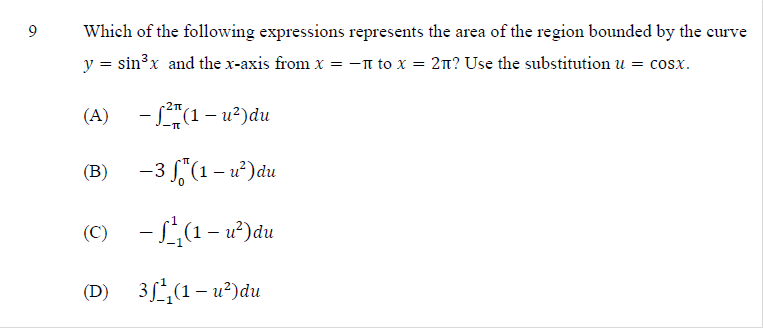 9 Which of the following expressions represents the area of the region bounded by the curve
y = sin³x and the x-axis from x = −π to x = 2π? Use the substitution u = cosx.
(A) − ∫_{−π}^{2π}(1 − u²)du
(B) −3 ∫_{0}^{π}(1 − u²)du
(C) − ∫_{−1}^{1}(1 − u²)du
(D) 3∫_{−1}^{1}(1 − u²)du